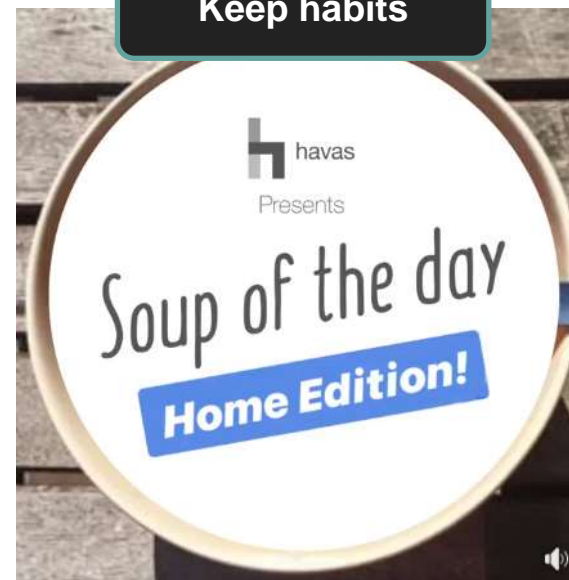 Keep habits
havas
Presents
Soup of the day
Home Edition!